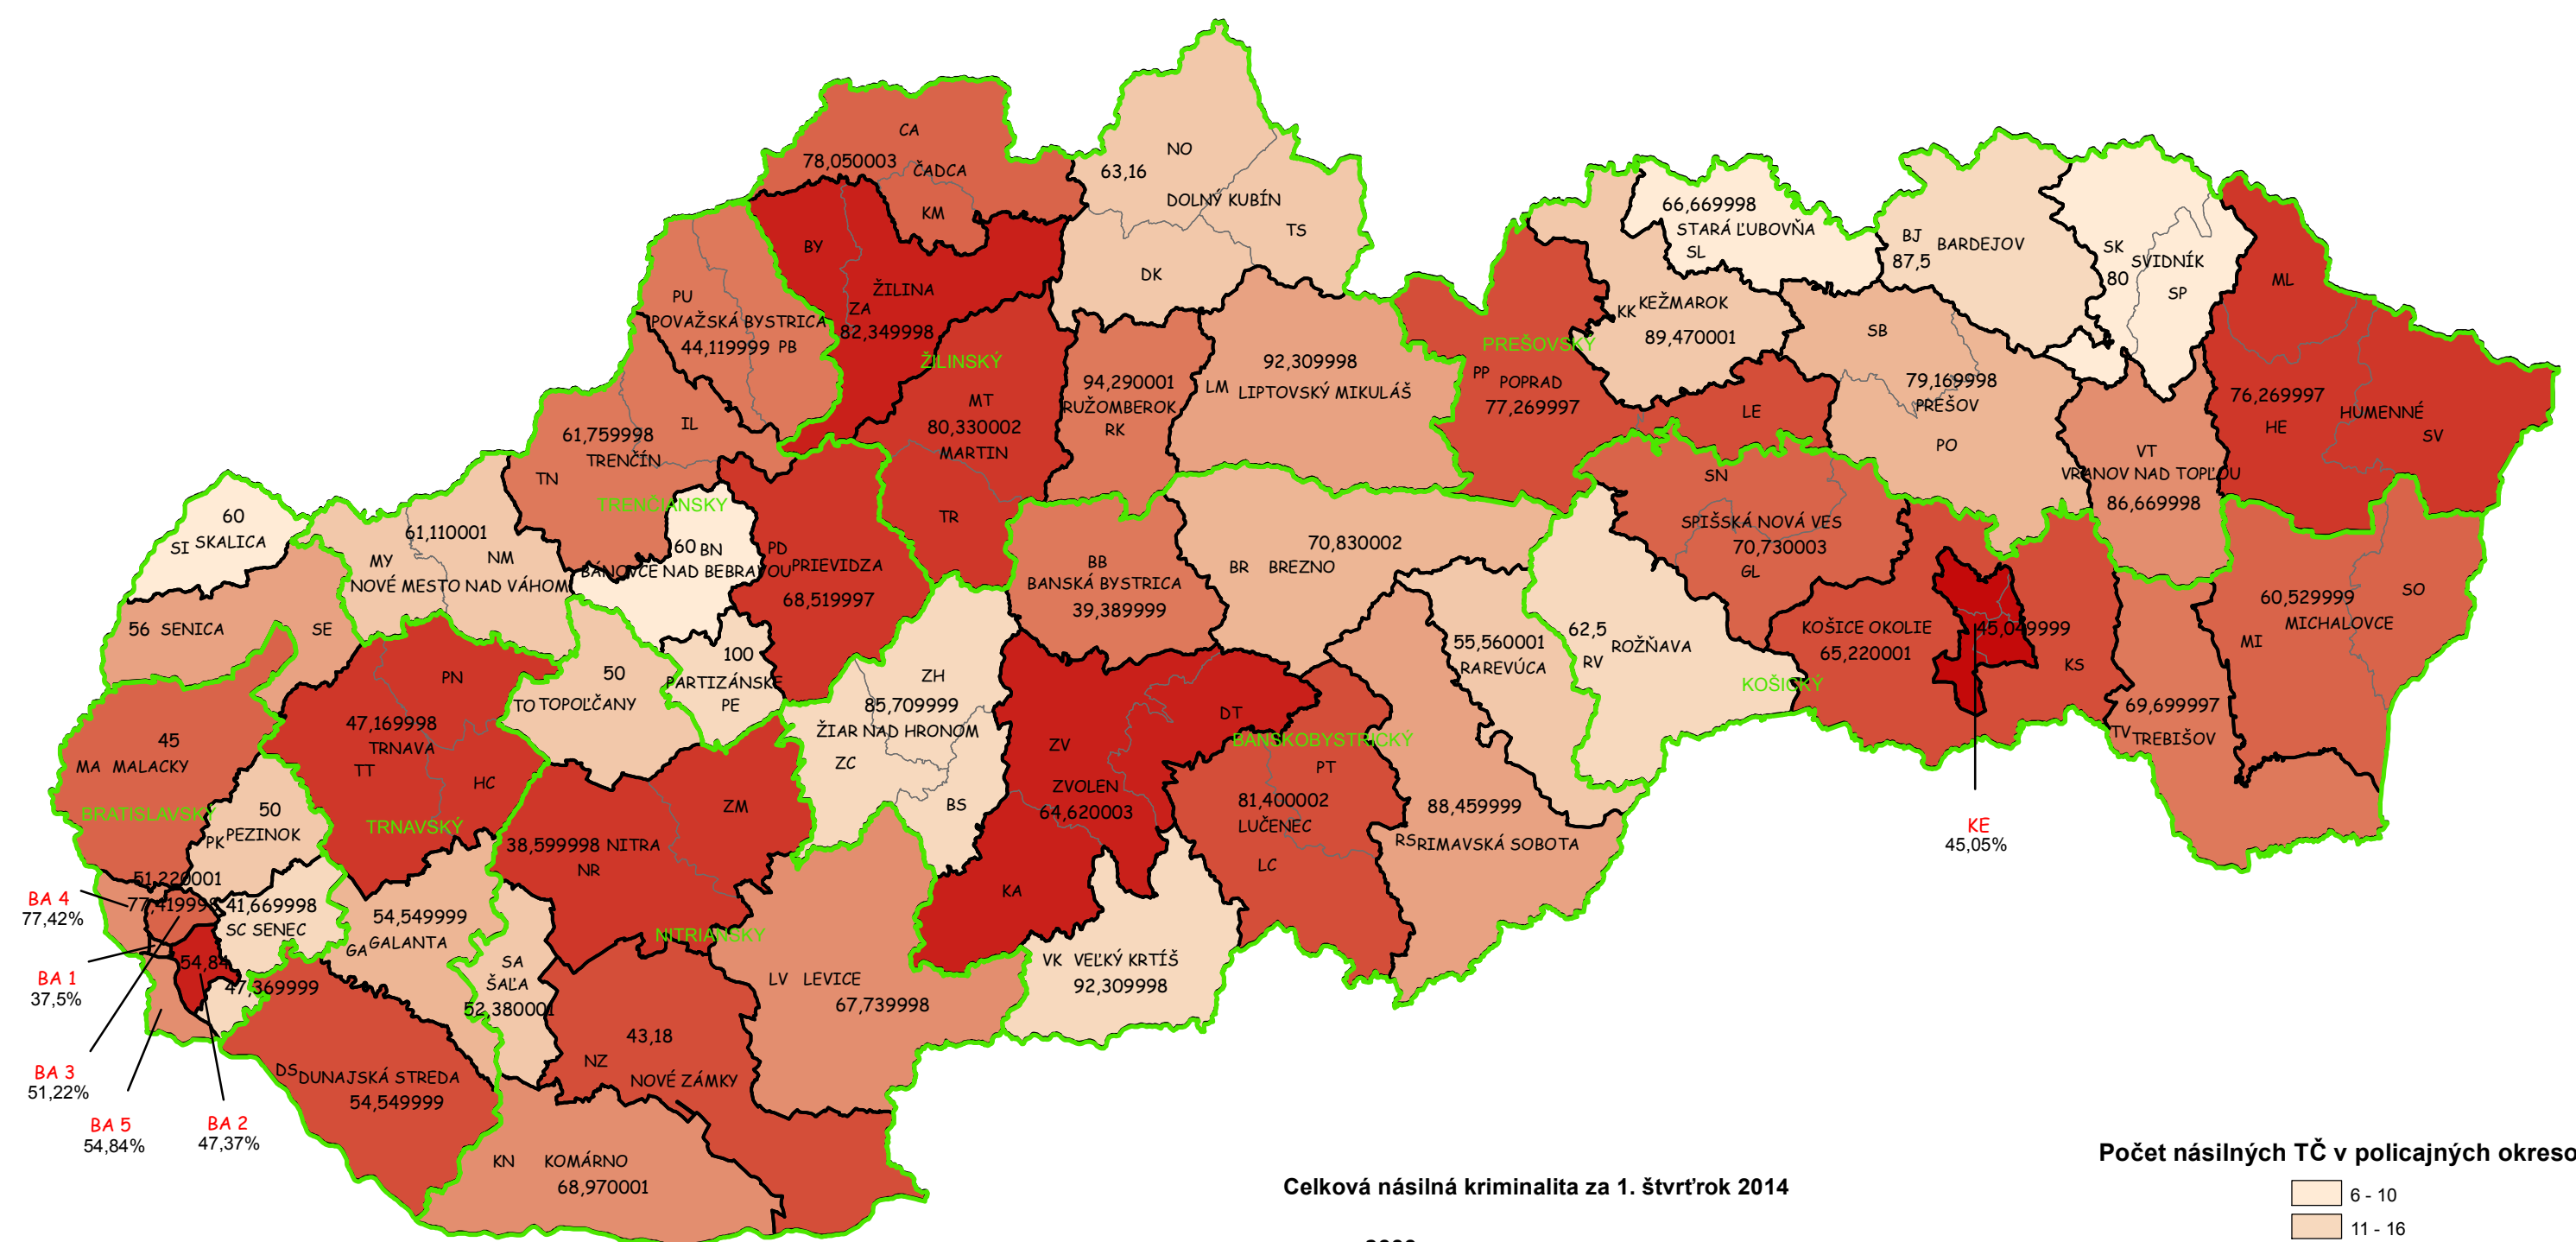 CA
78,050003
ČADCA
KM
NO
63,16
DOLNÝ KUBÍN
TS
DK
BY
ŽILINA
ZA
82,349998
ŽILINSKÝ
PU
POVAŽSKÁ BYSTRICA
44,119999 PB
MT
80,330002
MARTIN
TR
94,290001
RUŽOMBEROK
RK
92,309998
LM LIPTOVSKÝ MIKULÁŠ
PREŠOVSKÝ
PP POPRAD
77,269997
LE
KK KEŽMAROK
89,470001
66,669998
STARÁ ĽUBOVŇA
SL
BJ BARDEJOV
87,5
SK SVIDNÍK
80
SP
SB
79,169998
PREŠOV
PO
VT
VRANOV NAD TOPĽOU
86,669998
ML
76,269997
HE
HUMENNÉ
SV
61,759998
IL
TRENČÍN
TN
TRENČIANSKY
60
SI SKALICA
56 SENICA
SE
61,110001
MY
NM
NOVÉ MESTO NAD VÁHOM
60 BN
BÁNOVCE NAD BEBRAVOU
PD
PRIEVIDZA
68,519997
BB
BANSKÁ BYSTRICA
39,389999
70,830002
BR BREZNO
SN
SPIŠSKÁ NOVÁ VES
70,730003
GL
55,560001
RAREVÚCA
62,5
ROŽŇAVA
RV
KOŠICKÝ
KOŠICE OKOLIE
65,220001
45,049999
KS
KE
45,05%
60,529999
MICHALOVCE
MI
SO
69,699997
TV TREBIŠOV
PN
47,169998
TRNAVA
TT
HC
TRNAVSKÝ
50
TO TOPOĽČANY
100
PARTIZÁNSKE
PE
ZH
85,709999
ŽIAR NAD HRONOM
ZC
BS
DT
BANSKOBYSTRICKÝ
ZV
ZVOLEN
64,620003
KA
PT
81,400002
LUČENEC
LC
88,459999
RS RIMAVSKÁ SOBOTA
45
MA MALACKY
BRATISLAVSKÝ
50
PK PEZINOK
51,220001
77,419998
41,669998
SC SENEC
54,84
47,369999
54,549999
GA GALANTA
ZM
38,599998 NITRA
NR
NITRIANSKY
SA
ŠAĽA
52,380001
LV LEVICE
67,739998
VK VEĽKÝ KRTÍŠ
92,309998
43,18
NZ
NOVÉ ZÁMKY
DS DUNAJSKÁ STREDA
54,549999
KN KOMÁRNO
68,970001
BA 4
77,42%
BA 1
37,5%
BA 3
51,22%
BA 5
54,84%
BA 2
47,37%
Celková násilná kriminalita za 1. štvrťrok 2014
Počet násilných TČ v policajných okreso
6 - 10
11 - 16